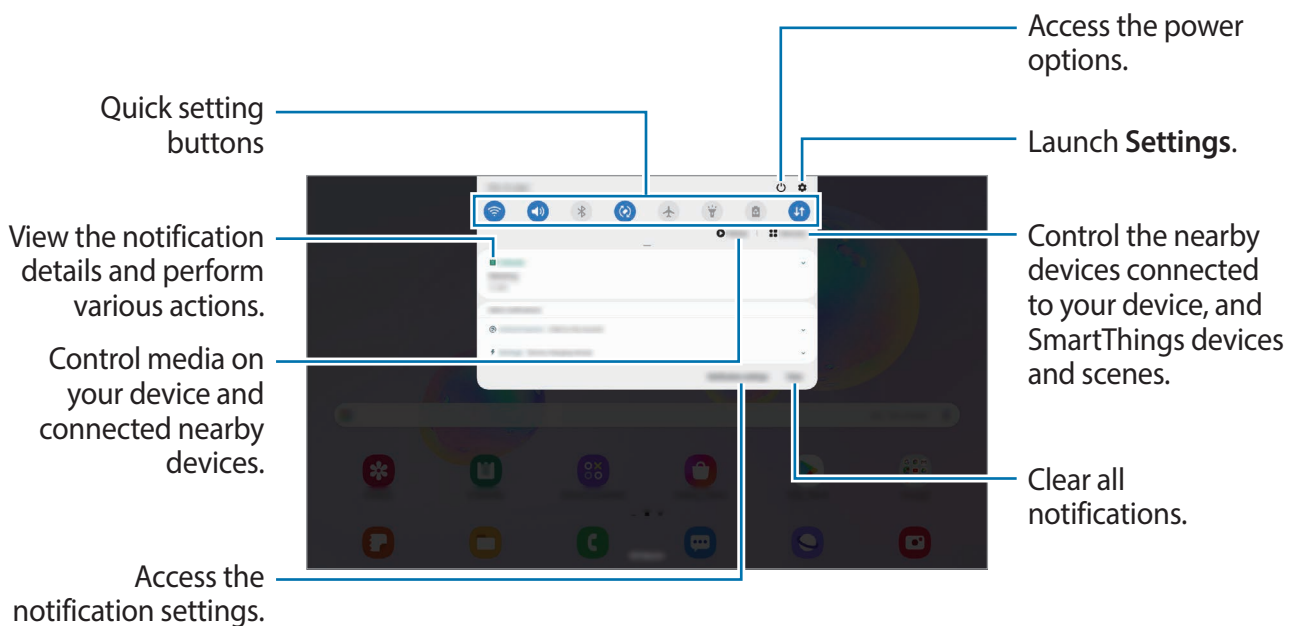 Access the power
options.
Quick setting
buttons
Launch Settings.
View the notification
details and perform
various actions.
Control the nearby
devices connected
to your device, and
SmartThings devices
and scenes.
Control media on
your device and
connected nearby
devices.
Clear all
notifications.
Access the
notification settings.